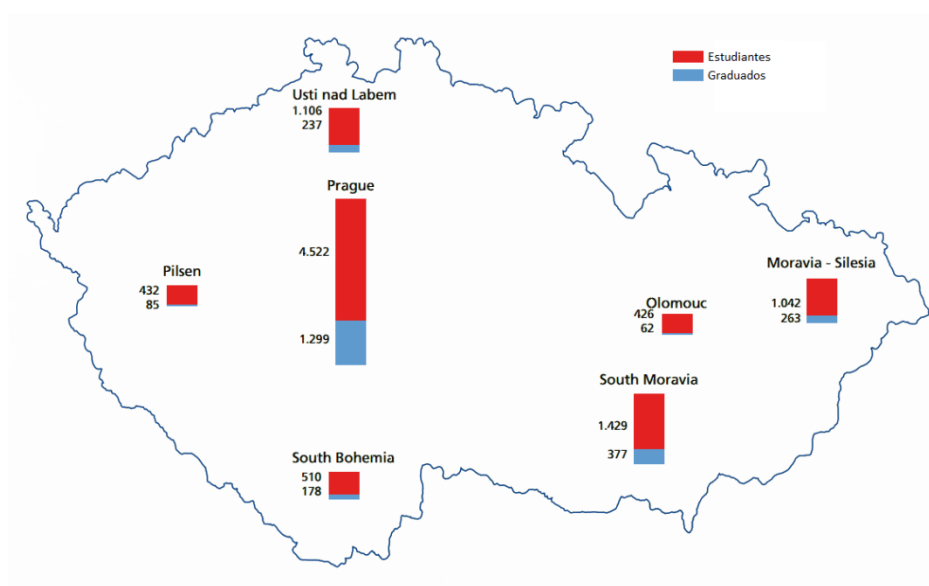 Estudiantes
Graduados
Usti nad Labem
1.106
237
Prague
4.522
1.299
Pilsen
432
85
Moravia - Silesia
1.042
263
Olomouc
426
62
South Moravia
1.429
377
South Bohemia
510
178